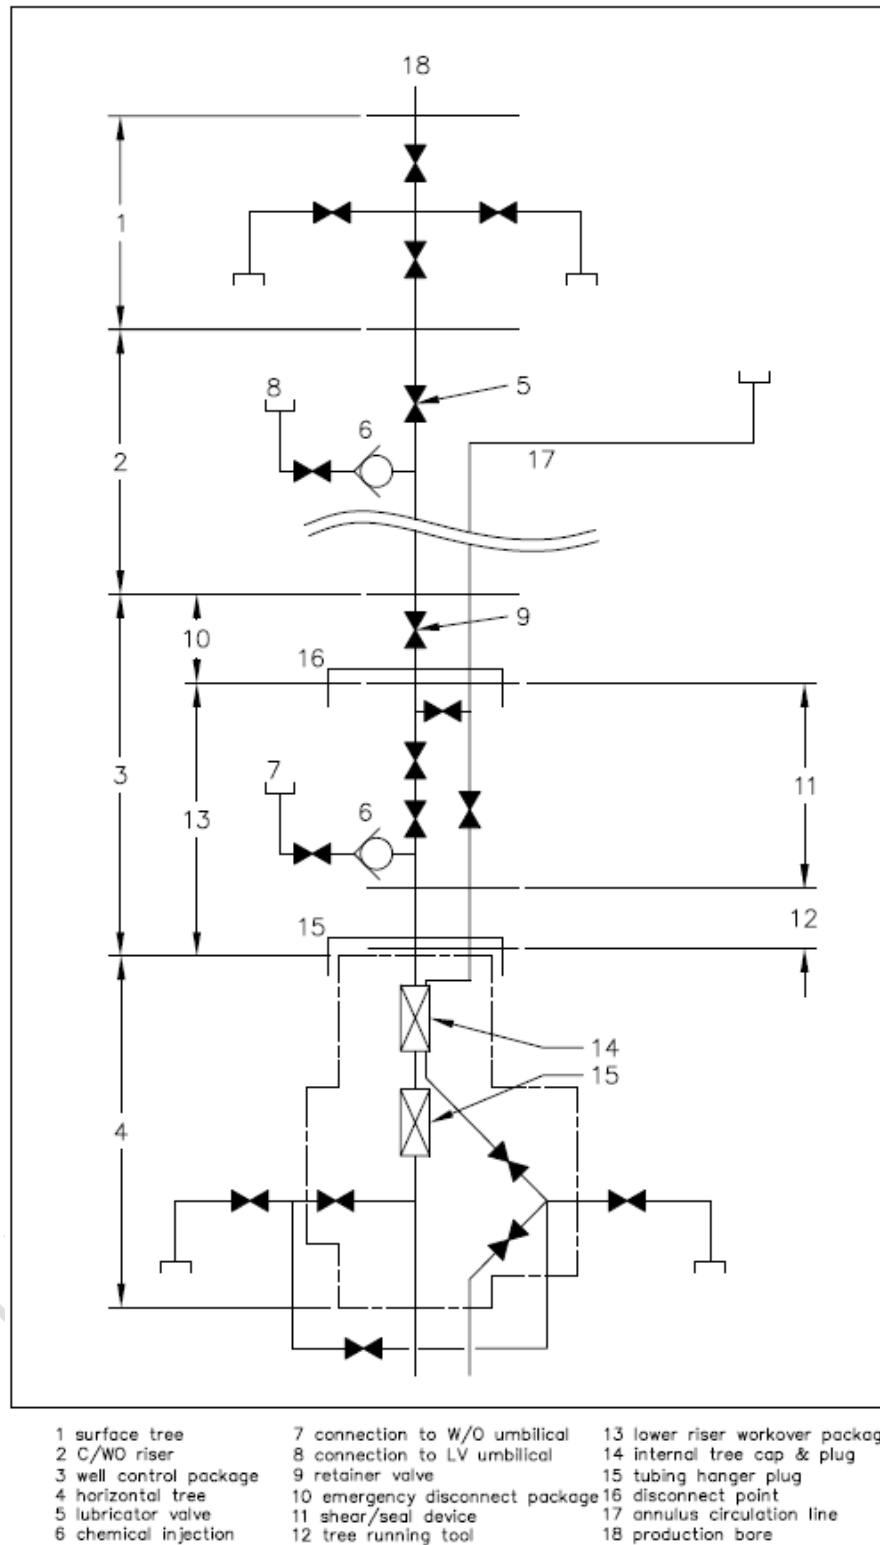 18
1
8
5
6
17
2
9
10
16
7
3
11
13
6
15
12
14
15
4
1 surface tree
2 C/WO riser
3 well control package
4 horizontal tree
5 lubricator valve
6 chemical injection
7 connection to W/O umbilical
8 connection to LV umbilical
9 retainer valve
10 emergency disconnect package
11 shear/seal device
12 tree running tool
13 lower riser workover packag
14 internal tree cap & plug
15 tubing hanger plug
16 disconnect point
17 annulus circulation line
18 production bore